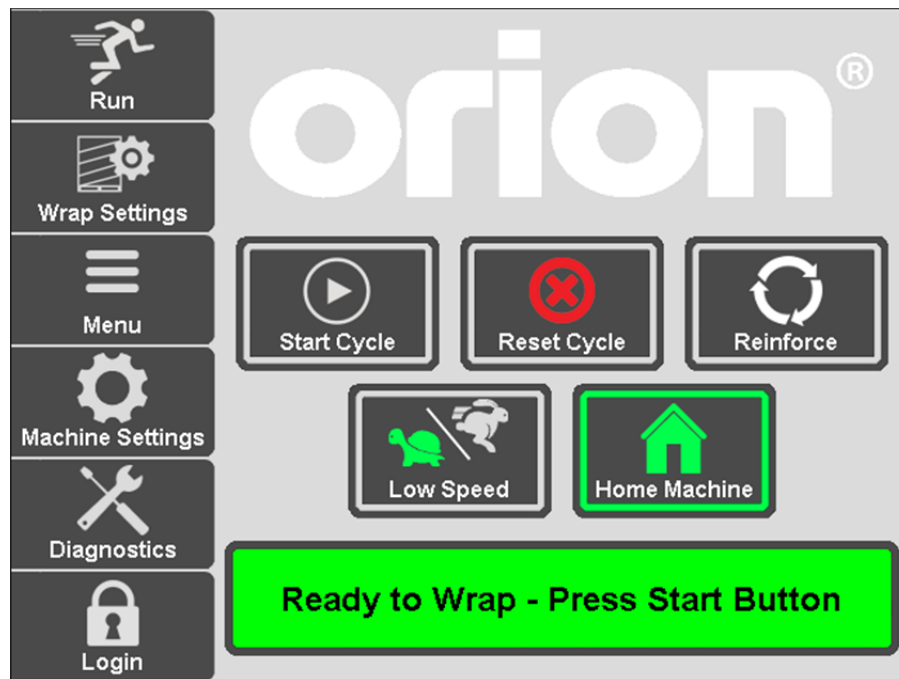 Run
Wrap Settings
Menu
Machine Settings
Diagnostics
Login
orion®
Start Cycle
Reset Cycle
Reinforce
Low Speed
Home Machine
Ready to Wrap - Press Start Button